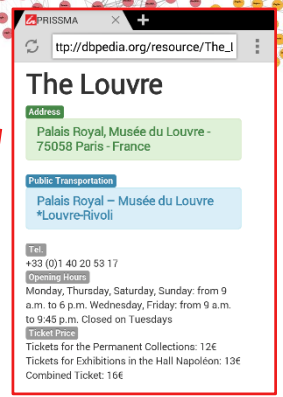 PRISSMA
ttp://dbpedia.org/resource/The_L
The Louvre
Address
Palais Royal, Musée du Louvre -
75058 Paris - France
Public Transportation
Palais Royal – Musée du Louvre
*Louvre-Rivoli
Tel.
+33 (0)1 40 20 53 17
Opening Hours
Monday, Thursday, Saturday, Sunday: from 9
a.m. to 6 p.m. Wednesday, Friday: from 9 a.m.
to 9:45 p.m. Closed on Tuesdays
Ticket Price
Tickets for the Permanent Collections: 12€
Tickets for Exhibitions in the Hall Napoléon: 13€
Combined Ticket: 16€